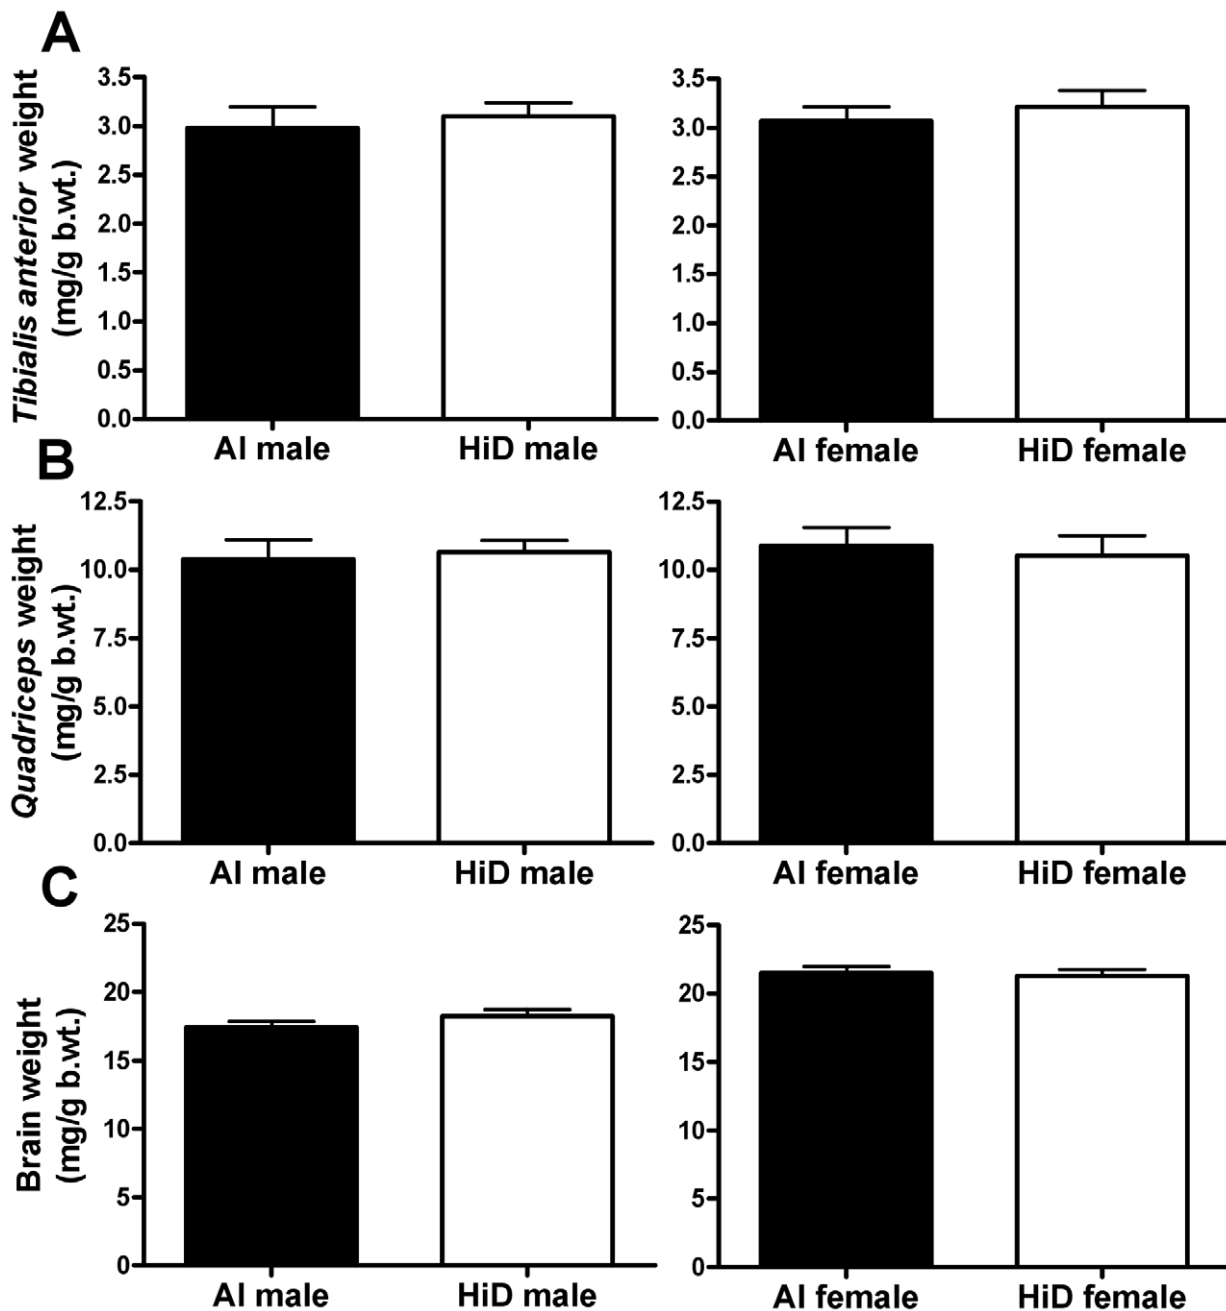 A
Tibialis anterior weight
(mg/g b.wt.)
3.5
3.0
2.5
2.0
1.5
1.0
0.5
0.0
AI male
HiD male
3.5
3.0
2.5
2.0
1.5
1.0
0.5
0.0
AI female
HiD female
B
Quadriceps weight
(mg/g b.wt.)
12.5
10.0
7.5
5.0
2.5
0.0
AI male
HiD male
12.5
10.0
7.5
5.0
2.5
0.0
AI female
HiD female
C
Brain weight
(mg/g b.wt.)
25
20
15
10
5
0
AI male
HiD male
25
20
15
10
5
0
AI female
HiD female